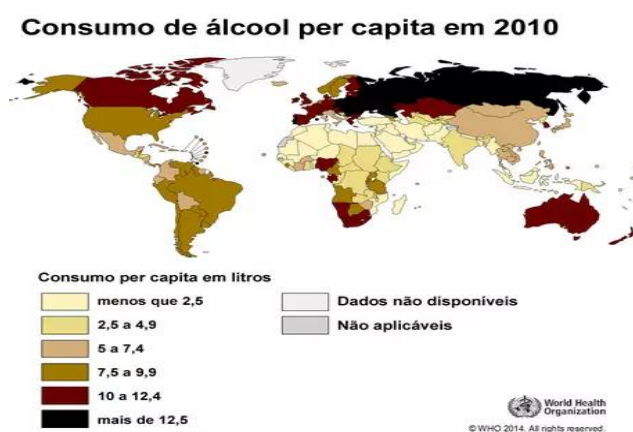 Consumo de álcool per capita em 2010
Consumo per capita em litros
menos que 2,5
2,5 a 4,9
5 a 7,4
7,5 a 9,9
10 a 12,4
mais de 12,5
Dados não disponíveis
Não aplicáveis
World Health
Organization
© WHO 2014. All rights reserved.